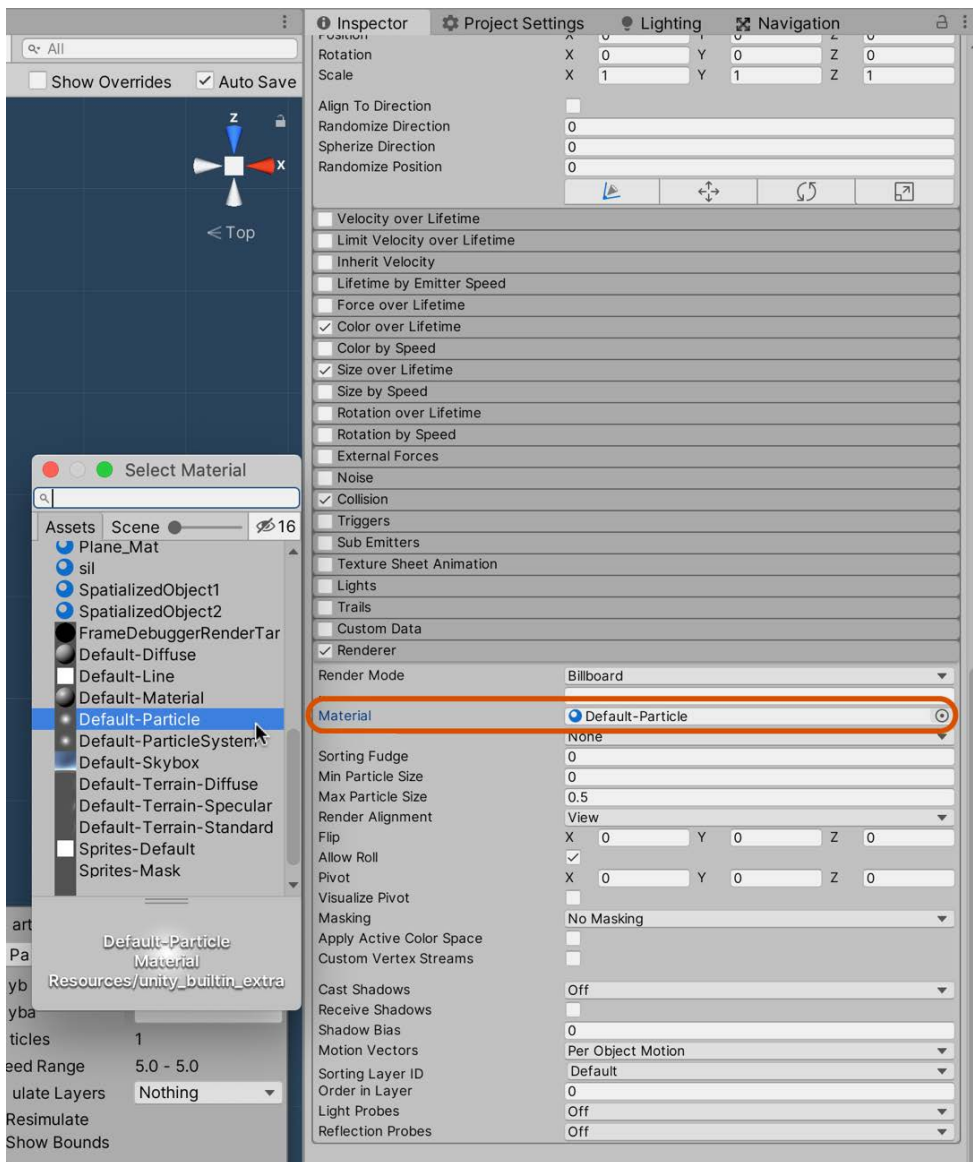 Inspector Project Settings Lighting Navigation
All
Show Overrides Auto Save
Z
X
Top
Position X 0 Y 0 Z 0
Rotation X 0 Y 0 Z 0
Scale X 1 Y 1 Z 1
Align To Direction
Randomize Direction 0
Spherize Direction 0
Randomize Position 0
Velocity over Lifetime
Limit Velocity over Lifetime
Inherit Velocity
Lifetime by Emitter Speed
Force over Lifetime
Color over Lifetime
Color by Speed
Size over Lifetime
Size by Speed
Rotation over Lifetime
Rotation by Speed
External Forces
Noise
Collision
Triggers
Sub Emitters
Texture Sheet Animation
Lights
Trails
Custom Data
Renderer
Render Mode Billboard
Material Default-Particle
None
Sorting Fudge 0
Min Particle Size 0
Max Particle Size 0.5
Render Alignment View
Flip X 0 Y 0 Z 0
Allow Roll
Pivot X 0 Y 0 Z 0
Visualize Pivot
Masking No Masking
Apply Active Color Space
Custom Vertex Streams
Cast Shadows Off
Receive Shadows
Shadow Bias 0
Motion Vectors Per Object Motion
Sorting Layer ID Default
Order in Layer 0
Light Probes Off
Reflection Probes Off
Select Material
Assets Scene 16
Plane_Mat
sil
SpatializedObject1
SpatializedObject2
FrameDebuggerRenderTar
Default-Diffuse
Default-Line
Default-Material
Default-Particle
Default-ParticleSystem
Default-Skybox
Default-Terrain-Diffuse
Default-Terrain-Specular
Default-Terrain-Standard
Sprites-Default
Sprites-Mask
Default-Particle
Material
Resources/unity_builtin_extra
art
Pa
yb
yba
ticles 1
eed Range 5.0 - 5.0
ulate Layers Nothing
Resimulate
Show Bounds